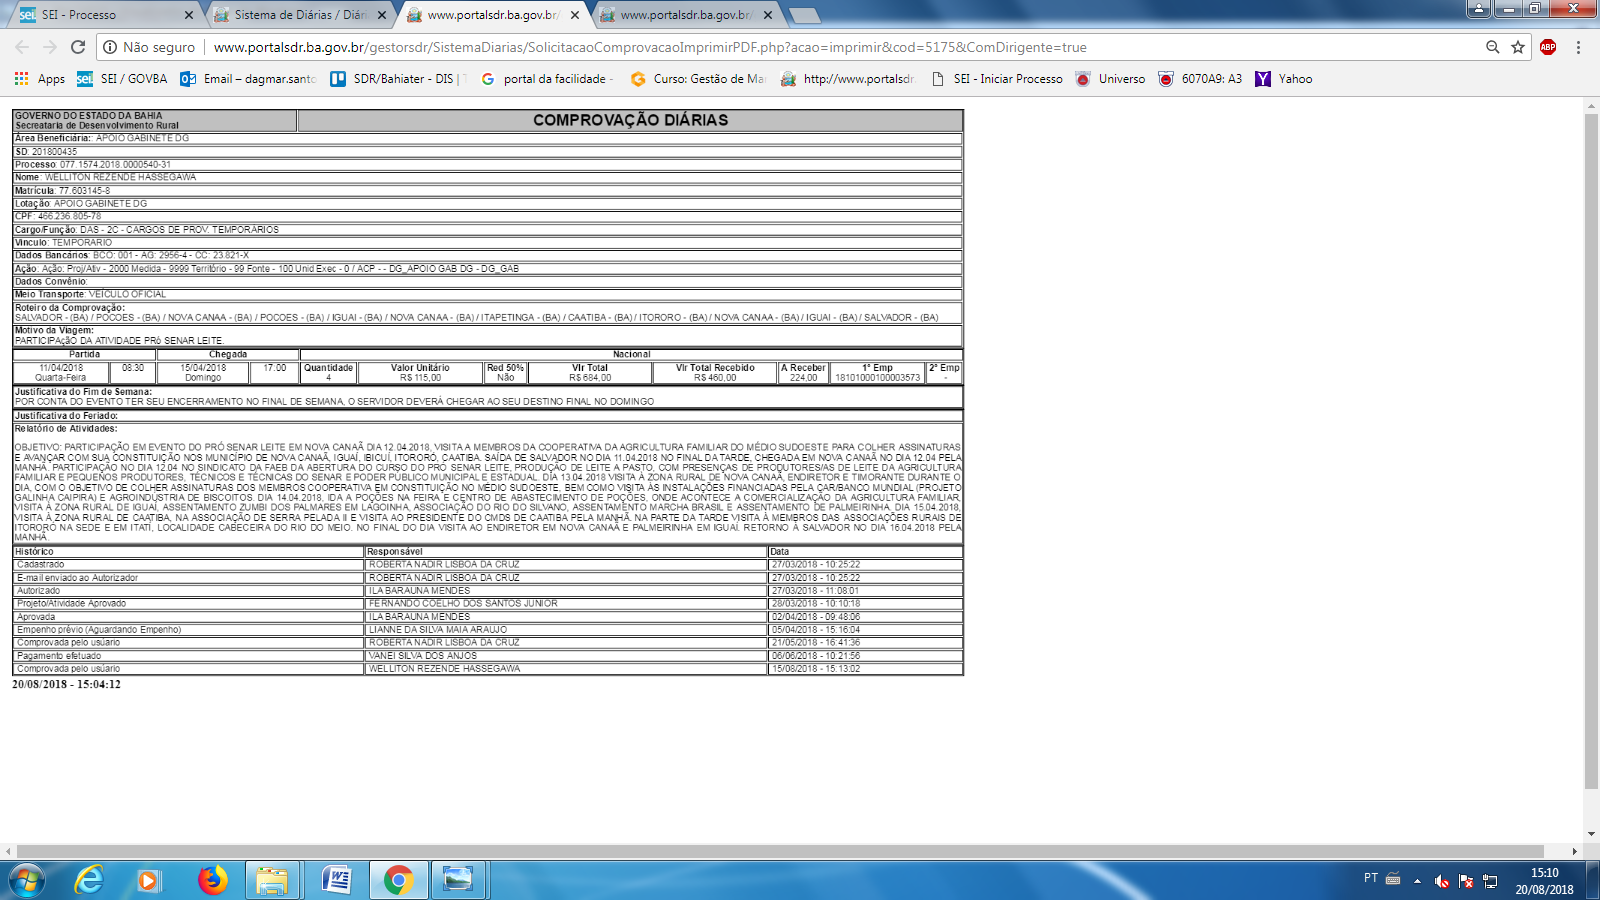 SEI - Processo
Sistema de Diárias / Diári
www.portalsdr.ba.gov.br/
www.portalsdr.ba.gov.br/
Não seguro | www.portalsdr.ba.gov.br/gestorsdr/SistemaDiarias/SolicitacaoComprovacaoImprimirPDF.php?acao=imprimir&cod=5175&ComDirigente=true
Apps SEI / GOVBA Email – dagmar.santo SDR/Bahiater - DIS | T portal da facilidade - Curso: Gestão de Mar http://www.portalsdr. SEI - Iniciar Processo Universo 6070A9: A3 Yahoo
GOVERNO DO ESTADO DA BAHIA
Secretaria de Desenvolvimento Rural
COMPROVAÇÃO DIÁRIAS
Área Beneficiária:: APOIO GABINETE DG
SD: 201800435
Processo: 077.1574.2018.0000540-31
Nome: WELLITON REZENDE HASSEGAWA
Matrícula: 77.603145-8
Lotação: APOIO GABINETE DG
CPF: 466.236.805-78
Cargo/Função: DAS - 2C - CARGOS DE PROV. TEMPORÁRIOS
Vinculo: TEMPORARIO
Dados Bancários: BCO: 001 - AG: 2956-4 - CC: 23.821-X
Ação: Ação: Proj/Ativ - 2000 Medida - 9999 Território - 99 Fonte - 100 Unid Exec - 0 / ACP - - DG_APOIO GAB DG - DG_GAB
Dados Convênio:
Meio Transporte: VEÍCULO OFICIAL
Roteiro da Comprovação:
SALVADOR - (BA) / POCOES - (BA) / NOVA CANAA - (BA) / POCOES - (BA) / IGUAI - (BA) / NOVA CANAA - (BA) / ITAPETINGA - (BA) / CAATIBA - (BA) / ITORORO - (BA) / NOVA CANAA - (BA) / IGUAI - (BA) / SALVADOR - (BA)
Motivo da Viagem:
PARTICIPAçãO DA ATIVIDADE PRó SENAR LEITE.
Partida Chegada Nacional
11/04/2018 08:30 15/04/2018 17:00 Quantidade Valor Unitário Red 50% Vlr Total Vlr Total Recebido A Receber 1º Emp 2º Emp
Quarta-Feira Domingo 4 R$ 115,00 Não R$ 684,00 R$ 460,00 224,00 18101000100003573 -
Justificativa do Fim de Semana:
POR CONTA DO EVENTO TER SEU ENCERRAMENTO NO FINAL DE SEMANA, O SERVIDOR DEVERÁ CHEGAR AO SEU DESTINO FINAL NO DOMINGO
Justificativa do Feriado:
Relatório de Atividades:
OBJETIVO: PARTICIPAÇÃO EM EVENTO DO PRÓ SENAR LEITE EM NOVA CANAÃ DIA 12.04.2018, VISITA A MEMBROS DA COOPERATIVA DA AGRICULTURA FAMILIAR DO MÉDIO SUDOESTE PARA COLHER ASSINATURAS
E AVANÇAR COM SUA CONSTITUIÇÃO NOS MUNICÍPIO DE NOVA CANAÃ, IGUAÍ, IBICUÍ, ITORORÓ, CAATIBA. SAÍDA DE SALVADOR NO DIA 11.04.2018 NO FINAL DA TARDE, CHEGADA EM NOVA CANAÃ NO DIA 12.04 PELA
MANHÃ. PARTICIPAÇÃO NO DIA 12.04 NO SINDICATO DA FAEB DA ABERTURA DO CURSO DO PRÓ SENAR LEITE, PRODUÇÃO DE LEITE A PASTO, COM PRESENÇAS DE PRODUTORES/AS DE LEITE DA AGRICULTURA
FAMILIAR E PEQUENOS PRODUTORES, TÉCNICOS E TÉCNICAS DO SENAR E PODER PÚBLICO MUNICIPAL E ESTADUAL. DIA 13.04.2018 VISITA À ZONA RURAL DE NOVA CANAÃ, ENDIRETOR E TIMORANTE DURANTE O
DIA, COM O OBJETIVO DE COLHER ASSINATURAS DOS MEMBROS COOPERATIVA EM CONSTITUIÇÃO NO MÉDIO SUDOESTE, BEM COMO VISITA ÀS INSTALAÇÕES FINANCIADAS PELA CAR/BANCO MUNDIAL (PROJETO
GALINHA CAIPIRA) E AGROINDÚSTRIA DE BISCOITOS. DIA 14.04.2018, IDA A POÇÕES NA FEIRA E CENTRO DE ABASTECIMENTO DE POÇÕES, ONDE ACONTECE A COMERCIALIZAÇÃO DA AGRICULTURA FAMILIAR,
VISITA À ZONA RURAL DE IGUAÍ, ASSENTAMENTO ZUMBI DOS PALMARES EM LAGOINHA, ASSOCIAÇÃO DO RIO DO SILVANO, ASSENTAMENTO MARCHA BRASIL E ASSENTAMENTO DE PALMEIRINHA. DIA 15.04.2018,
VISITA À ZONA RURAL DE CAATIBA, NA ASSOCIAÇÃO DE SERRA PELADA II E VISITA AO PRESIDENTE DO CMDS DE CAATIBA PELA MANHÃ. NA PARTE DA TARDE VISITA À MEMBROS DAS ASSOCIAÇÕES RURAIS DE
ITORORÓ NA SEDE E EM ITATÍ, LOCALIDADE CABECEIRA DO RIO DO MEIO. NO FINAL DO DIA VISITA AO ENDIRETOR EM NOVA CANAÃ E PALMEIRINHA EM IGUAÍ. RETORNO À SALVADOR NO DIA 16.04.2018 PELA
MANHÃ.
Histórico Responsável Data
Cadastrado ROBERTA NADIR LISBOA DA CRUZ 27/03/2018 - 10:25:22
E-mail enviado ao Autorizador ROBERTA NADIR LISBOA DA CRUZ 27/03/2018 - 10:25:22
Autorizado ILA BARAUNA MENDES 27/03/2018 - 11:08:01
Projeto/Atividade Aprovado FERNANDO COELHO DOS SANTOS JUNIOR 28/03/2018 - 10:10:18
Aprovada ILA BARAUNA MENDES 02/04/2018 - 09:48:06
Empenho prévio (Aguardando Empenho) LIANNE DA SILVA MAIA ARAUJO 05/04/2018 - 15:16:04
Comprovada pelo usúario ROBERTA NADIR LISBOA DA CRUZ 21/05/2018 - 16:41:36
Pagamento efetuado VANEI SILVA DOS ANJOS 06/06/2018 - 10:21:56
Comprovada pelo usúario WELLITON REZENDE HASSEGAWA 15/08/2018 - 15:13:02
20/08/2018 - 15:04:12
PT 15:10
20/08/2018